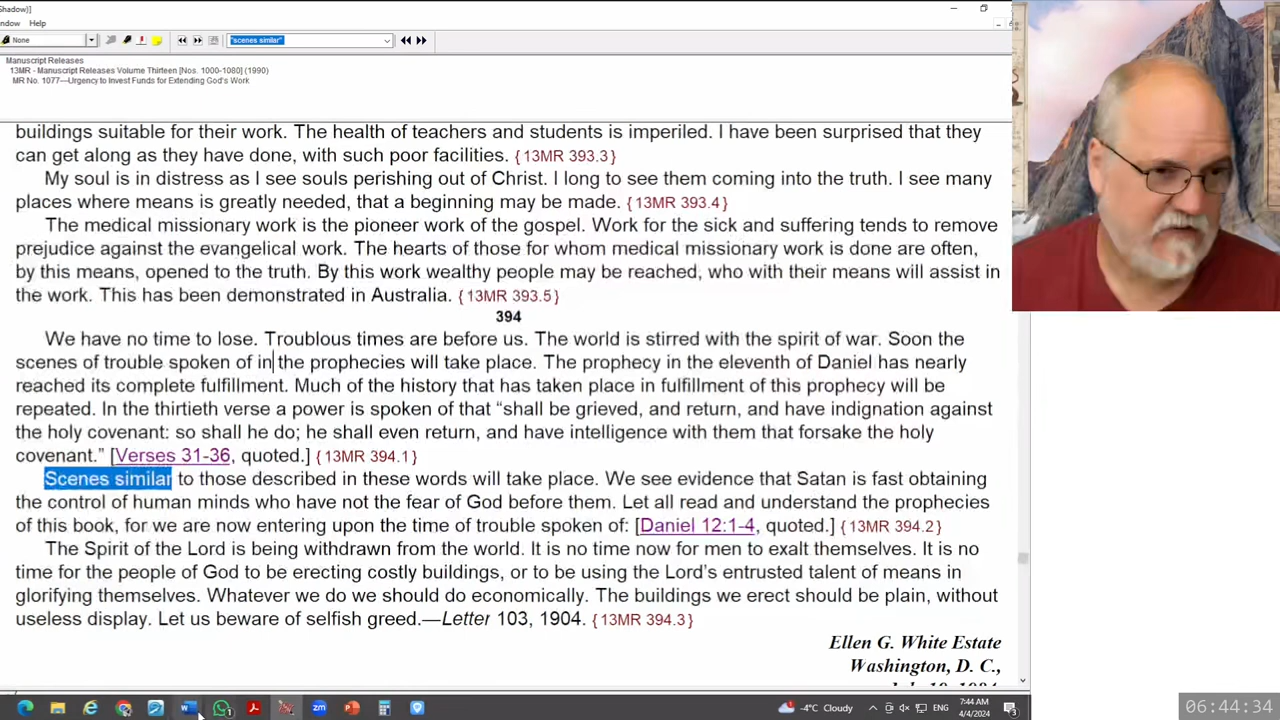 Shadow)]
ndow Help
None
"scenes similar"
Manuscript Releases
13MR - Manuscript Releases Volume Thirteen [Nos. 1000-1080] (1990)
MR No. 1077—Urgency to Invest Funds for Extending God's Work
buildings suitable for their work. The health of teachers and students is imperiled. I have been surprised that they
can get along as they have done, with such poor facilities. {13MR 393.3}
My soul is in distress as I see souls perishing out of Christ. I long to see them coming into the truth. I see many
places where means is greatly needed, that a beginning may be made. {13MR 393.4}
The medical missionary work is the pioneer work of the gospel. Work for the sick and suffering tends to remove
prejudice against the evangelical work. The hearts of those for whom medical missionary work is done are often,
by this means, opened to the truth. By this work wealthy people may be reached, who with their means will assist in
the work. This has been demonstrated in Australia. {13MR 393.5}
394
We have no time to lose. Troublous times are before us. The world is stirred with the spirit of war. Soon the
scenes of trouble spoken of in the prophecies will take place. The prophecy in the eleventh of Daniel has nearly
reached its complete fulfillment. Much of the history that has taken place in fulfillment of this prophecy will be
repeated. In the thirtieth verse a power is spoken of that “shall be grieved, and return, and have indignation against
the holy covenant: so shall he do; he shall even return, and have intelligence with them that forsake the holy
covenant.” [Verses 31-36, quoted.] {13MR 394.1}
Scenes similar to those described in these words will take place. We see evidence that Satan is fast obtaining
the control of human minds who have not the fear of God before them. Let all read and understand the prophecies
of this book, for we are now entering upon the time of trouble spoken of: [Daniel 12:1-4, quoted.] {13MR 394.2}
The Spirit of the Lord is being withdrawn from the world. It is no time now for men to exalt themselves. It is no
time for the people of God to be erecting costly buildings, or to be using the Lord’s entrusted talent of means in
glorifying themselves. Whatever we do we should do economically. The buildings we erect should be plain, without
useless display. Let us beware of selfish greed.—Letter 103, 1904. {13MR 394.3}
Ellen G. White Estate
Washington, D. C.,
-4°C Cloudy
ENG
7:44 AM
4/4/2024
06:44:34